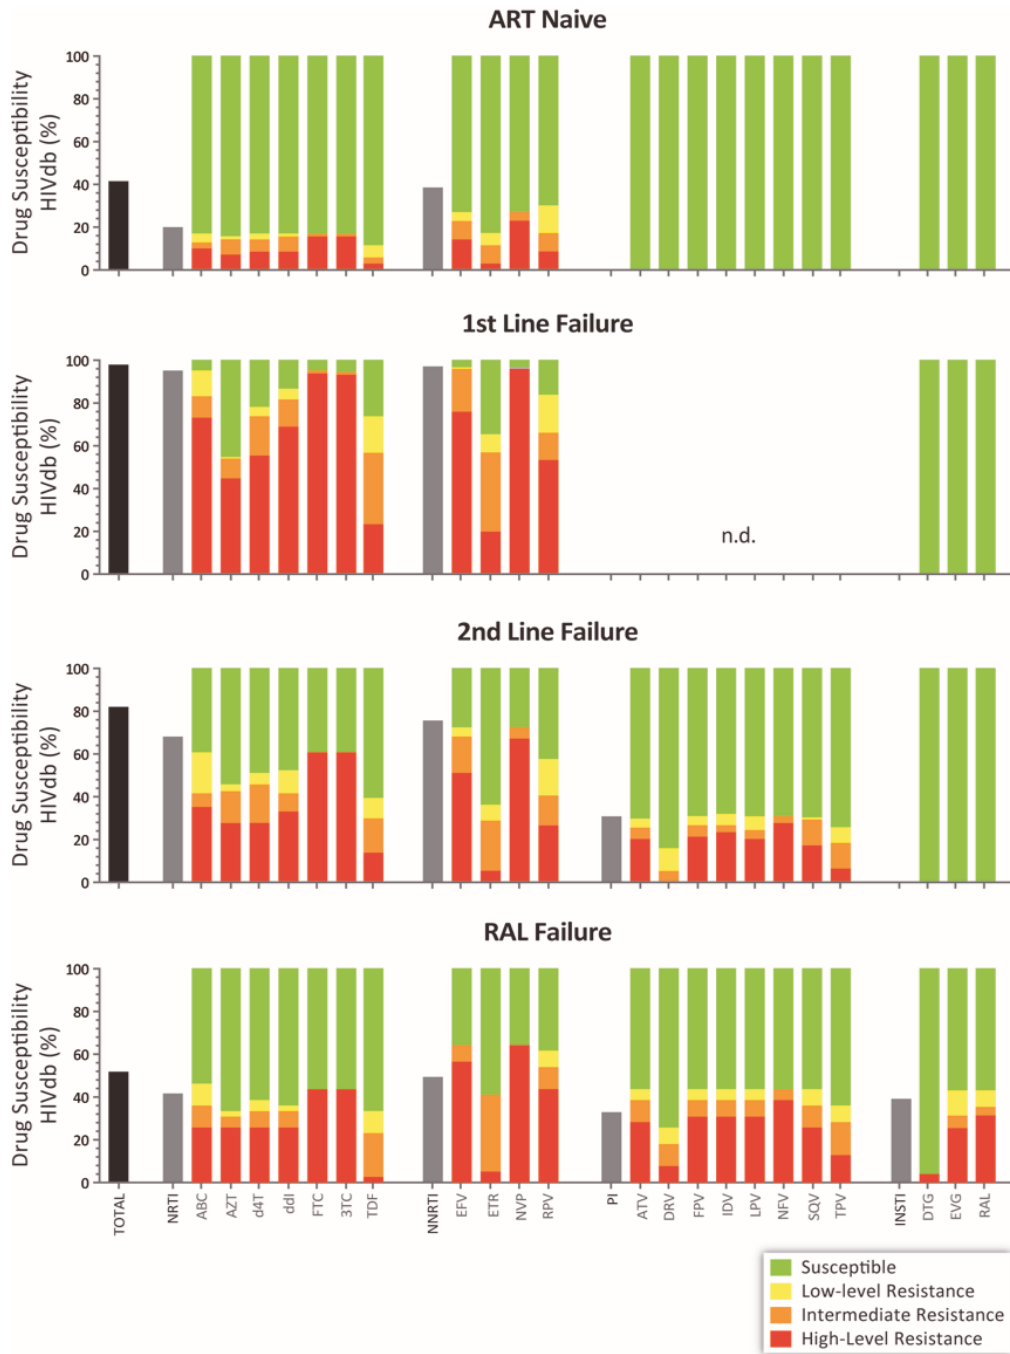 ART Naive
Drug Susceptibility
HIVdb (%)
100
80
60
40
20
0
1st Line Failure
Drug Susceptibility
HIVdb (%)
100
80
60
40
20
0
n.d.
2nd Line Failure
Drug Susceptibility
HIVdb (%)
100
80
60
40
20
0
RAL Failure
Drug Susceptibility
HIVdb (%)
100
80
60
40
20
0
TOTAL
NRTI
ABC
AZT
d4T
ddI
FTC
3TC
TDF
NNRTI
EFV
ETR
NVP
RPV
PI
ATV
DRV
FPV
IDV
LPV
NFV
SQV
TPV
INSTI
DTG
EVG
RAL
Susceptible
Low-level Resistance
Intermediate Resistance
High-Level Resistance